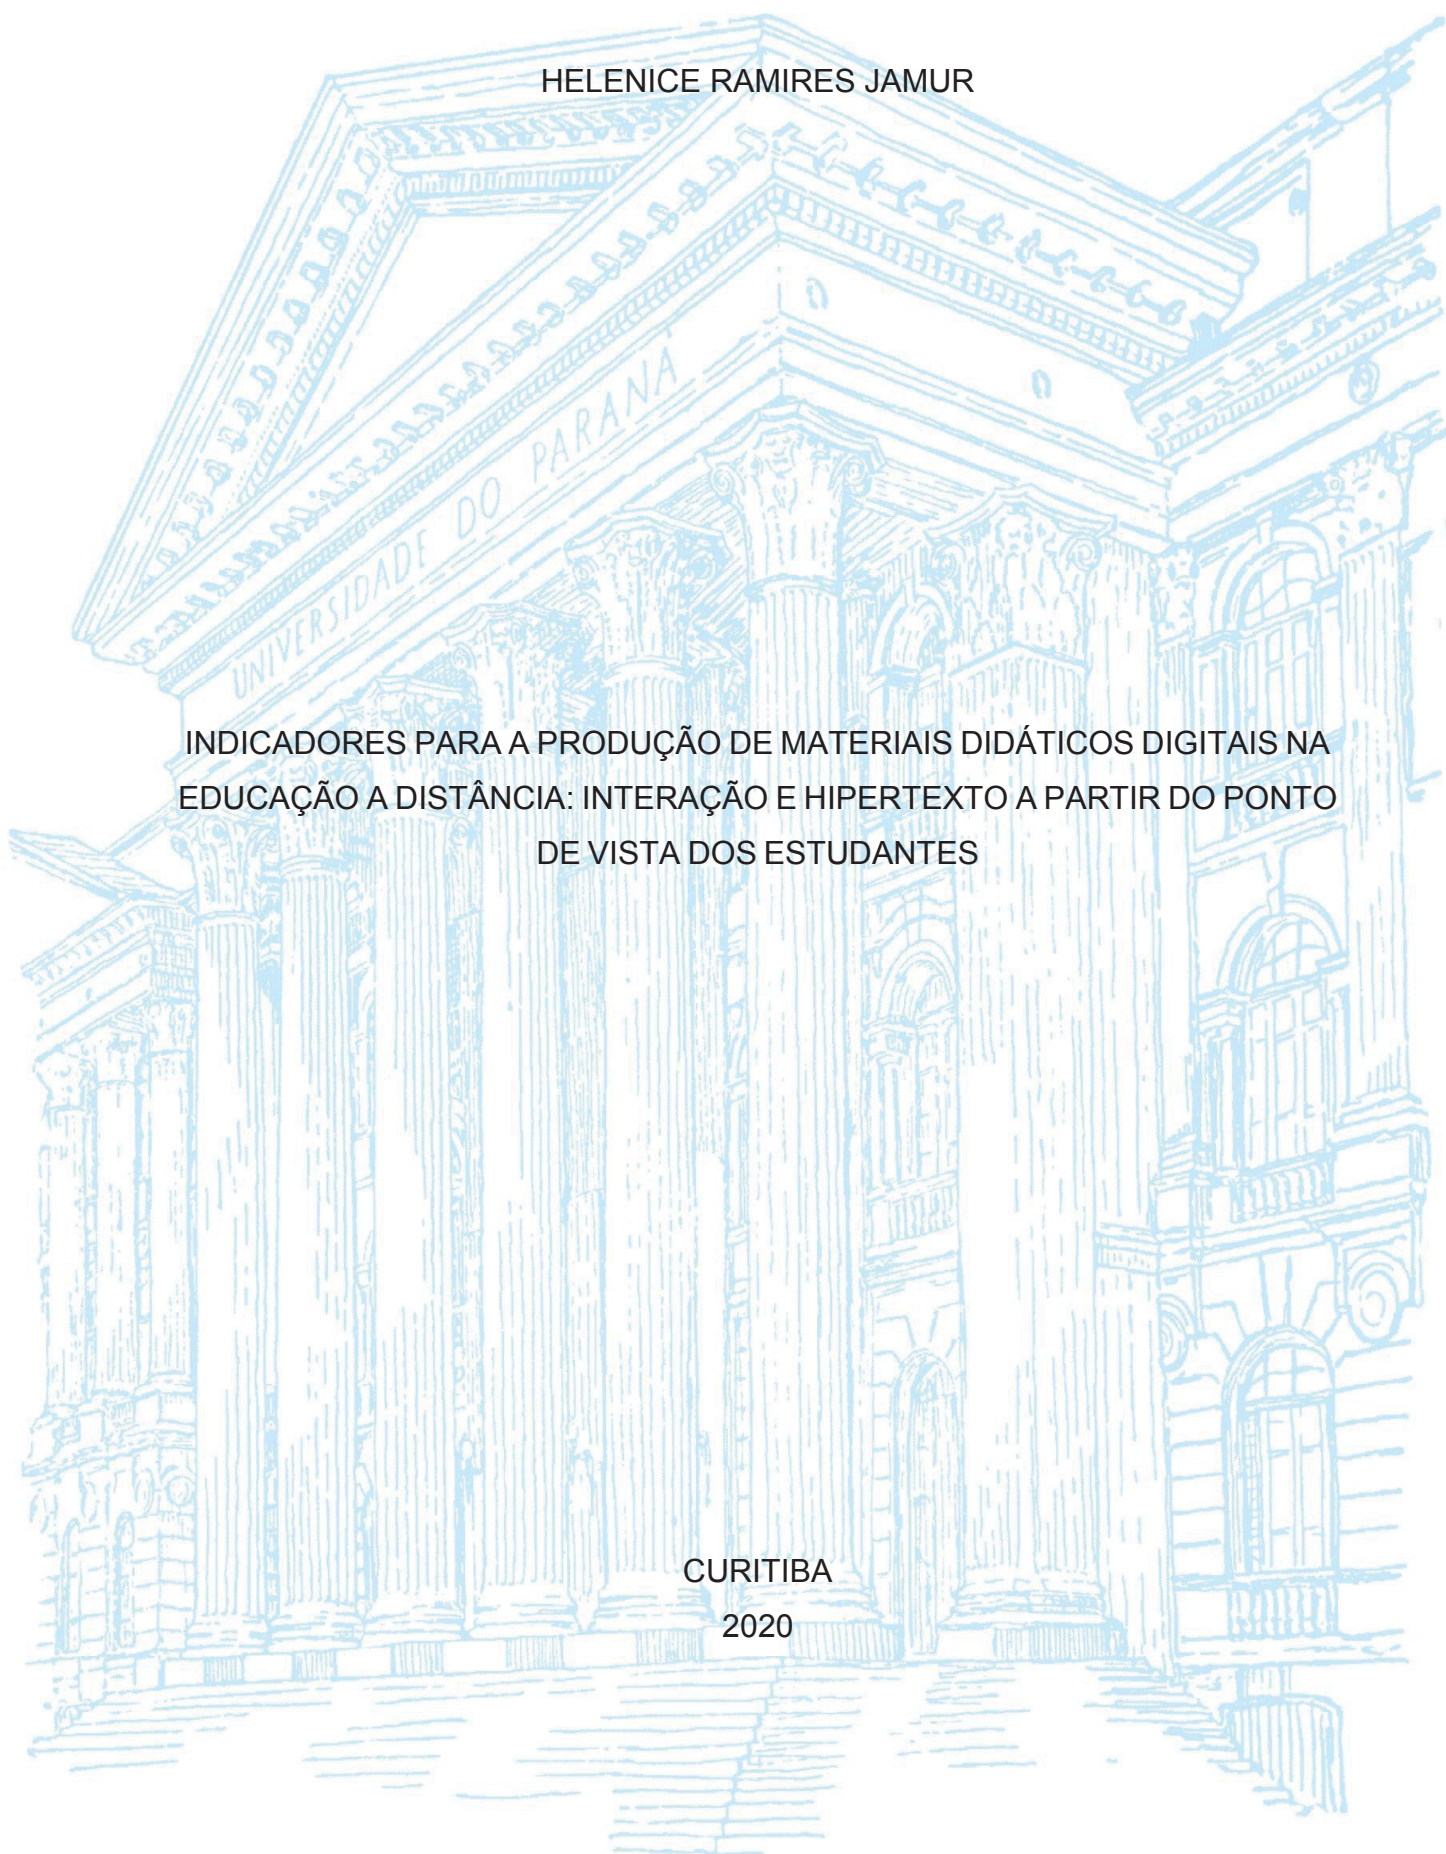 HELENICE RAMIRES JAMUR
UNIVERSIDADE DO PARANÁ
INDICADORES PARA A PRODUÇÃO DE MATERIAIS DIDÁTICOS DIGITAIS NA
EDUCAÇÃO A DISTÂNCIA: INTERAÇÃO E HIPERTEXTO A PARTIR DO PONTO
DE VISTA DOS ESTUDANTES
CURITIBA
2020